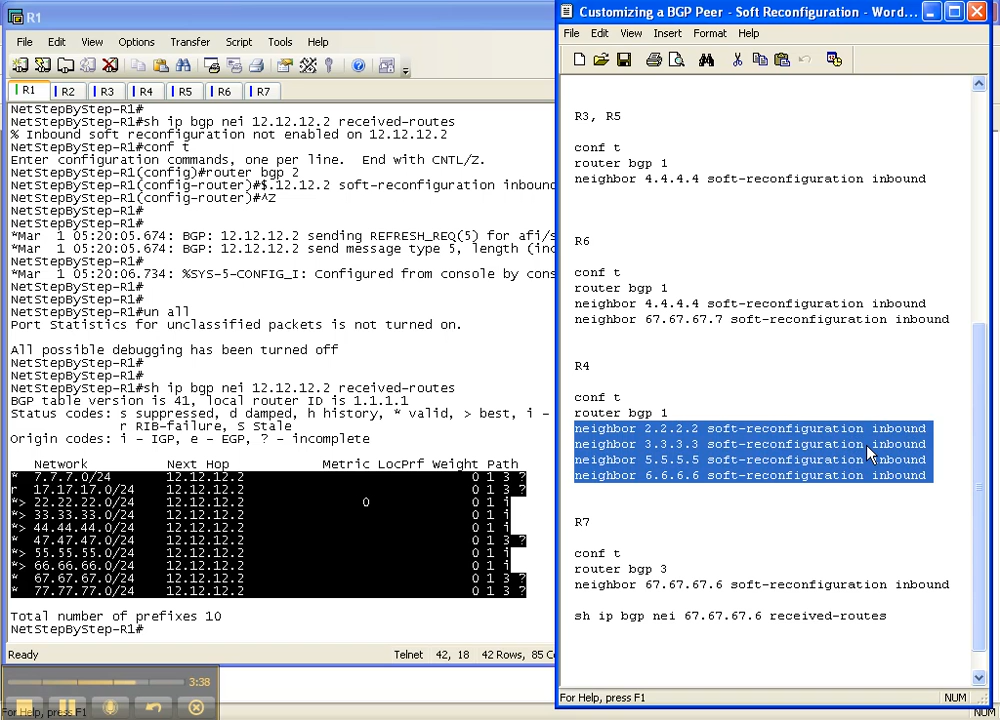 R1
File Edit View Options Transfer Script Tools Help
R1 R2 R3 R4 R5 R6 R7
NetStepByStep-R1#
NetStepByStep-R1#sh ip bgp nei 12.12.12.2 received-routes
% Inbound soft reconfiguration not enabled on 12.12.12.2
NetStepByStep-R1#conf t
Enter configuration commands, one per line.  End with CNTL/Z.
NetStepByStep-R1(config)#router bgp 2
NetStepByStep-R1(config-router)#$.12.12.2 soft-reconfiguration inbound
NetStepByStep-R1(config-router)#^Z
NetStepByStep-R1#
NetStepByStep-R1#
*Mar  1 05:20:05.674: BGP: 12.12.12.2 sending REFRESH_REQ(5) for afi/s
*Mar  1 05:20:05.674: BGP: 12.12.12.2 send message type 5, length (inc
NetStepByStep-R1#
*Mar  1 05:20:06.734: %SYS-5-CONFIG_I: Configured from console by cons
NetStepByStep-R1#
NetStepByStep-R1#
NetStepByStep-R1#un all
Port Statistics for unclassified packets is not turned on.
All possible debugging has been turned off
NetStepByStep-R1#
NetStepByStep-R1#
NetStepByStep-R1#sh ip bgp nei 12.12.12.2 received-routes
BGP table version is 41, local router ID is 1.1.1.1
Status codes: s suppressed, d damped, h history, * valid, > best, i -
r RIB-failure, S Stale
Origin codes: i - IGP, e - EGP, ? - incomplete
Network Next Hop Metric LocPrf Weight Path
*  7.7.7.0/24 12.12.12.2 0 1 3 ?
r  17.17.17.0/24 12.12.12.2 0 1 3 ?
*> 22.22.22.0/24 12.12.12.2 0 0 1 i
*> 33.33.33.0/24 12.12.12.2 0 1 i
*> 44.44.44.0/24 12.12.12.2 0 1 i
*  47.47.47.0/24 12.12.12.2 0 1 3 ?
*> 55.55.55.0/24 12.12.12.2 0 1 i
*> 66.66.66.0/24 12.12.12.2 0 1 i
*  67.67.67.0/24 12.12.12.2 0 1 3 ?
*  77.77.77.0/24 12.12.12.2 0 1 3 ?
Total number of prefixes 10
NetStepByStep-R1#
Ready Telnet 42, 18 42 Rows, 85 Co
3:38
For Help, press F1
Customizing a BGP Peer - Soft Reconfiguration - Word...
File Edit View Insert Format Help
R3, R5
conf t
router bgp 1
neighbor 4.4.4.4 soft-reconfiguration inbound
R6
conf t
router bgp 1
neighbor 4.4.4.4 soft-reconfiguration inbound
neighbor 67.67.67.7 soft-reconfiguration inbound
R4
conf t
router bgp 1
neighbor 2.2.2.2 soft-reconfiguration inbound
neighbor 3.3.3.3 soft-reconfiguration inbound
neighbor 5.5.5.5 soft-reconfiguration inbound
neighbor 6.6.6.6 soft-reconfiguration inbound
R7
conf t
router bgp 3
neighbor 67.67.67.6 soft-reconfiguration inbound
sh ip bgp nei 67.67.67.6 received-routes
For Help, press F1 NUM
NUM